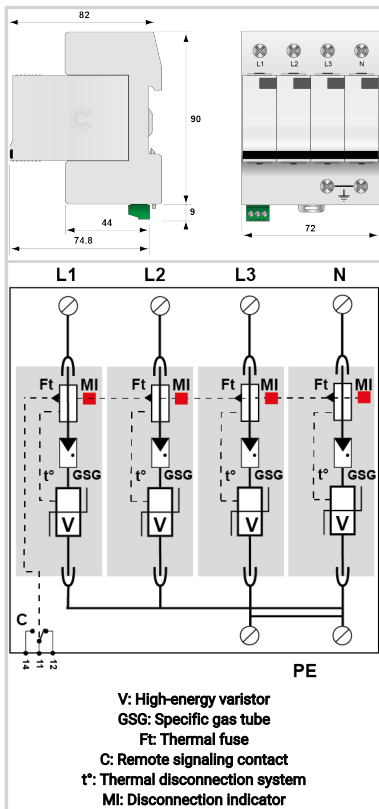 82
L1 L2 L3 N
90
9
44
74.8
72
L1 L2 L3 N
Ft MI Ft MI Ft MI Ft MI
t° GSG t° GSG t° GSG t° GSG
V V V V
C
14 11 12
PE
V: High-energy varistor
GSG: Specific gas tube
Ft: Thermal fuse
C: Remote signaling contact
t°: Thermal disconnection system
MI: Disconnection indicator